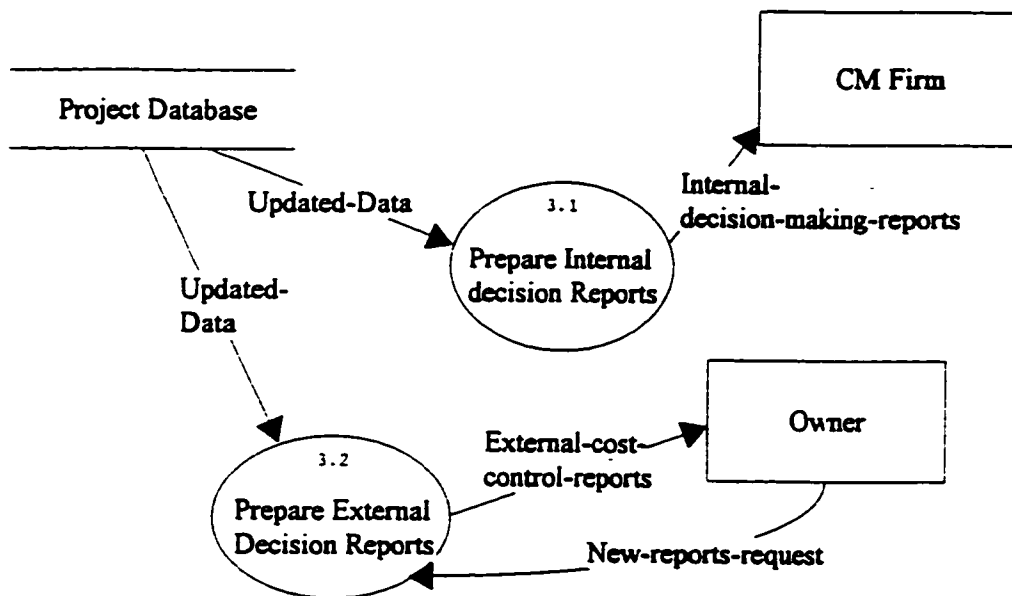 CM Firm
Project Database
Updated-Data
3.1
Prepare Internal
decision Reports
Internal-
decision-making-reports
Updated-
Data
Owner
3.2
Prepare External
Decision Reports
External-cost-
control-reports
New-reports-request